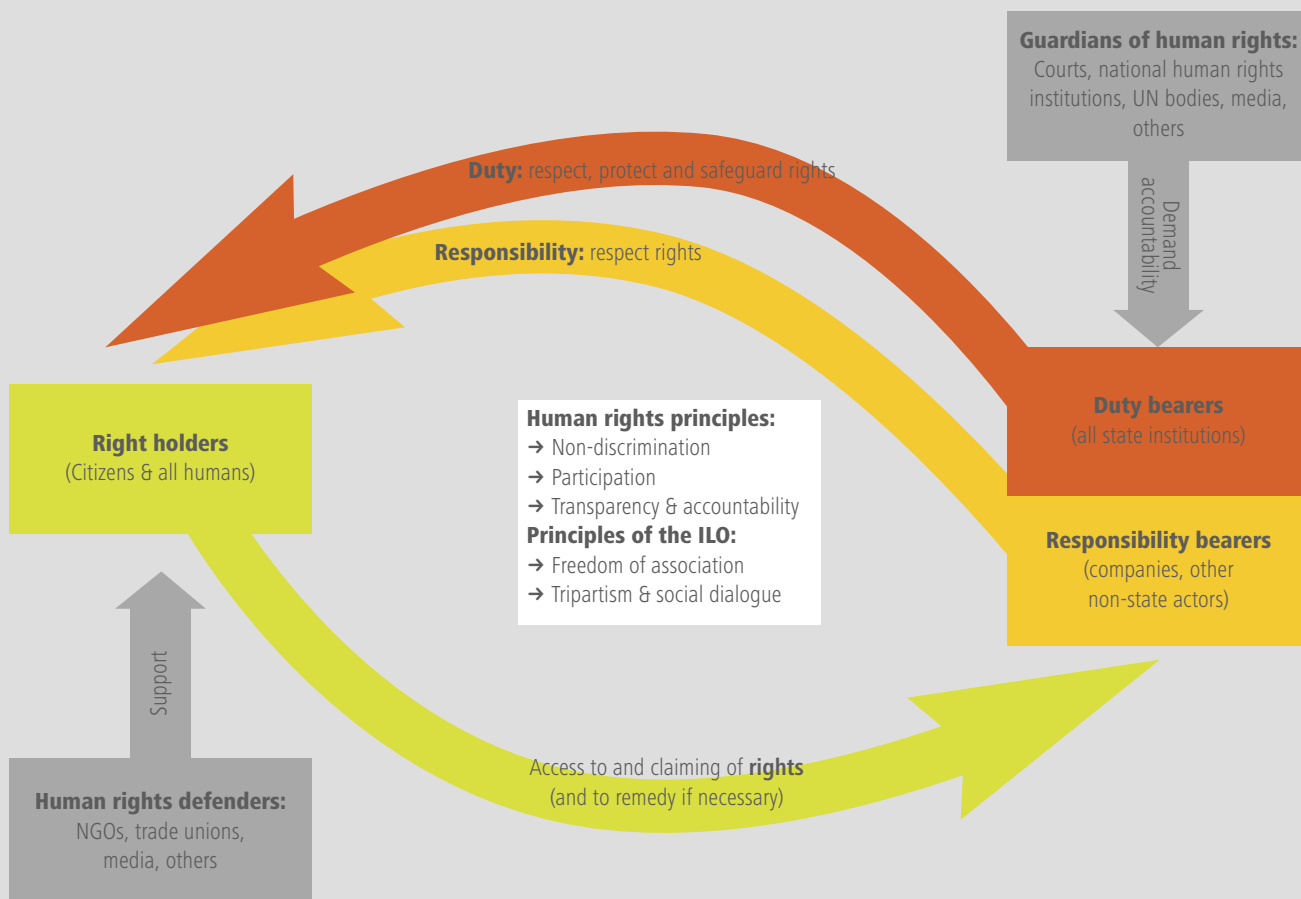 Guardians of human rights:
Courts, national human rights
institutions, UN bodies, media,
others
Demand
accountability
Duty: respect, protect and safeguard rights
Responsibility: respect rights
Duty bearers
(all state institutions)
Responsibility bearers
(companies, other
non-state actors)
Right holders
(Citizens & all humans)
Human rights principles:
→ Non-discrimination
→ Participation
→ Transparency & accountability
Principles of the ILO:
→ Freedom of association
→ Tripartism & social dialogue
Support
Access to and claiming of rights
(and to remedy if necessary)
Human rights defenders:
NGOs, trade unions,
media, others